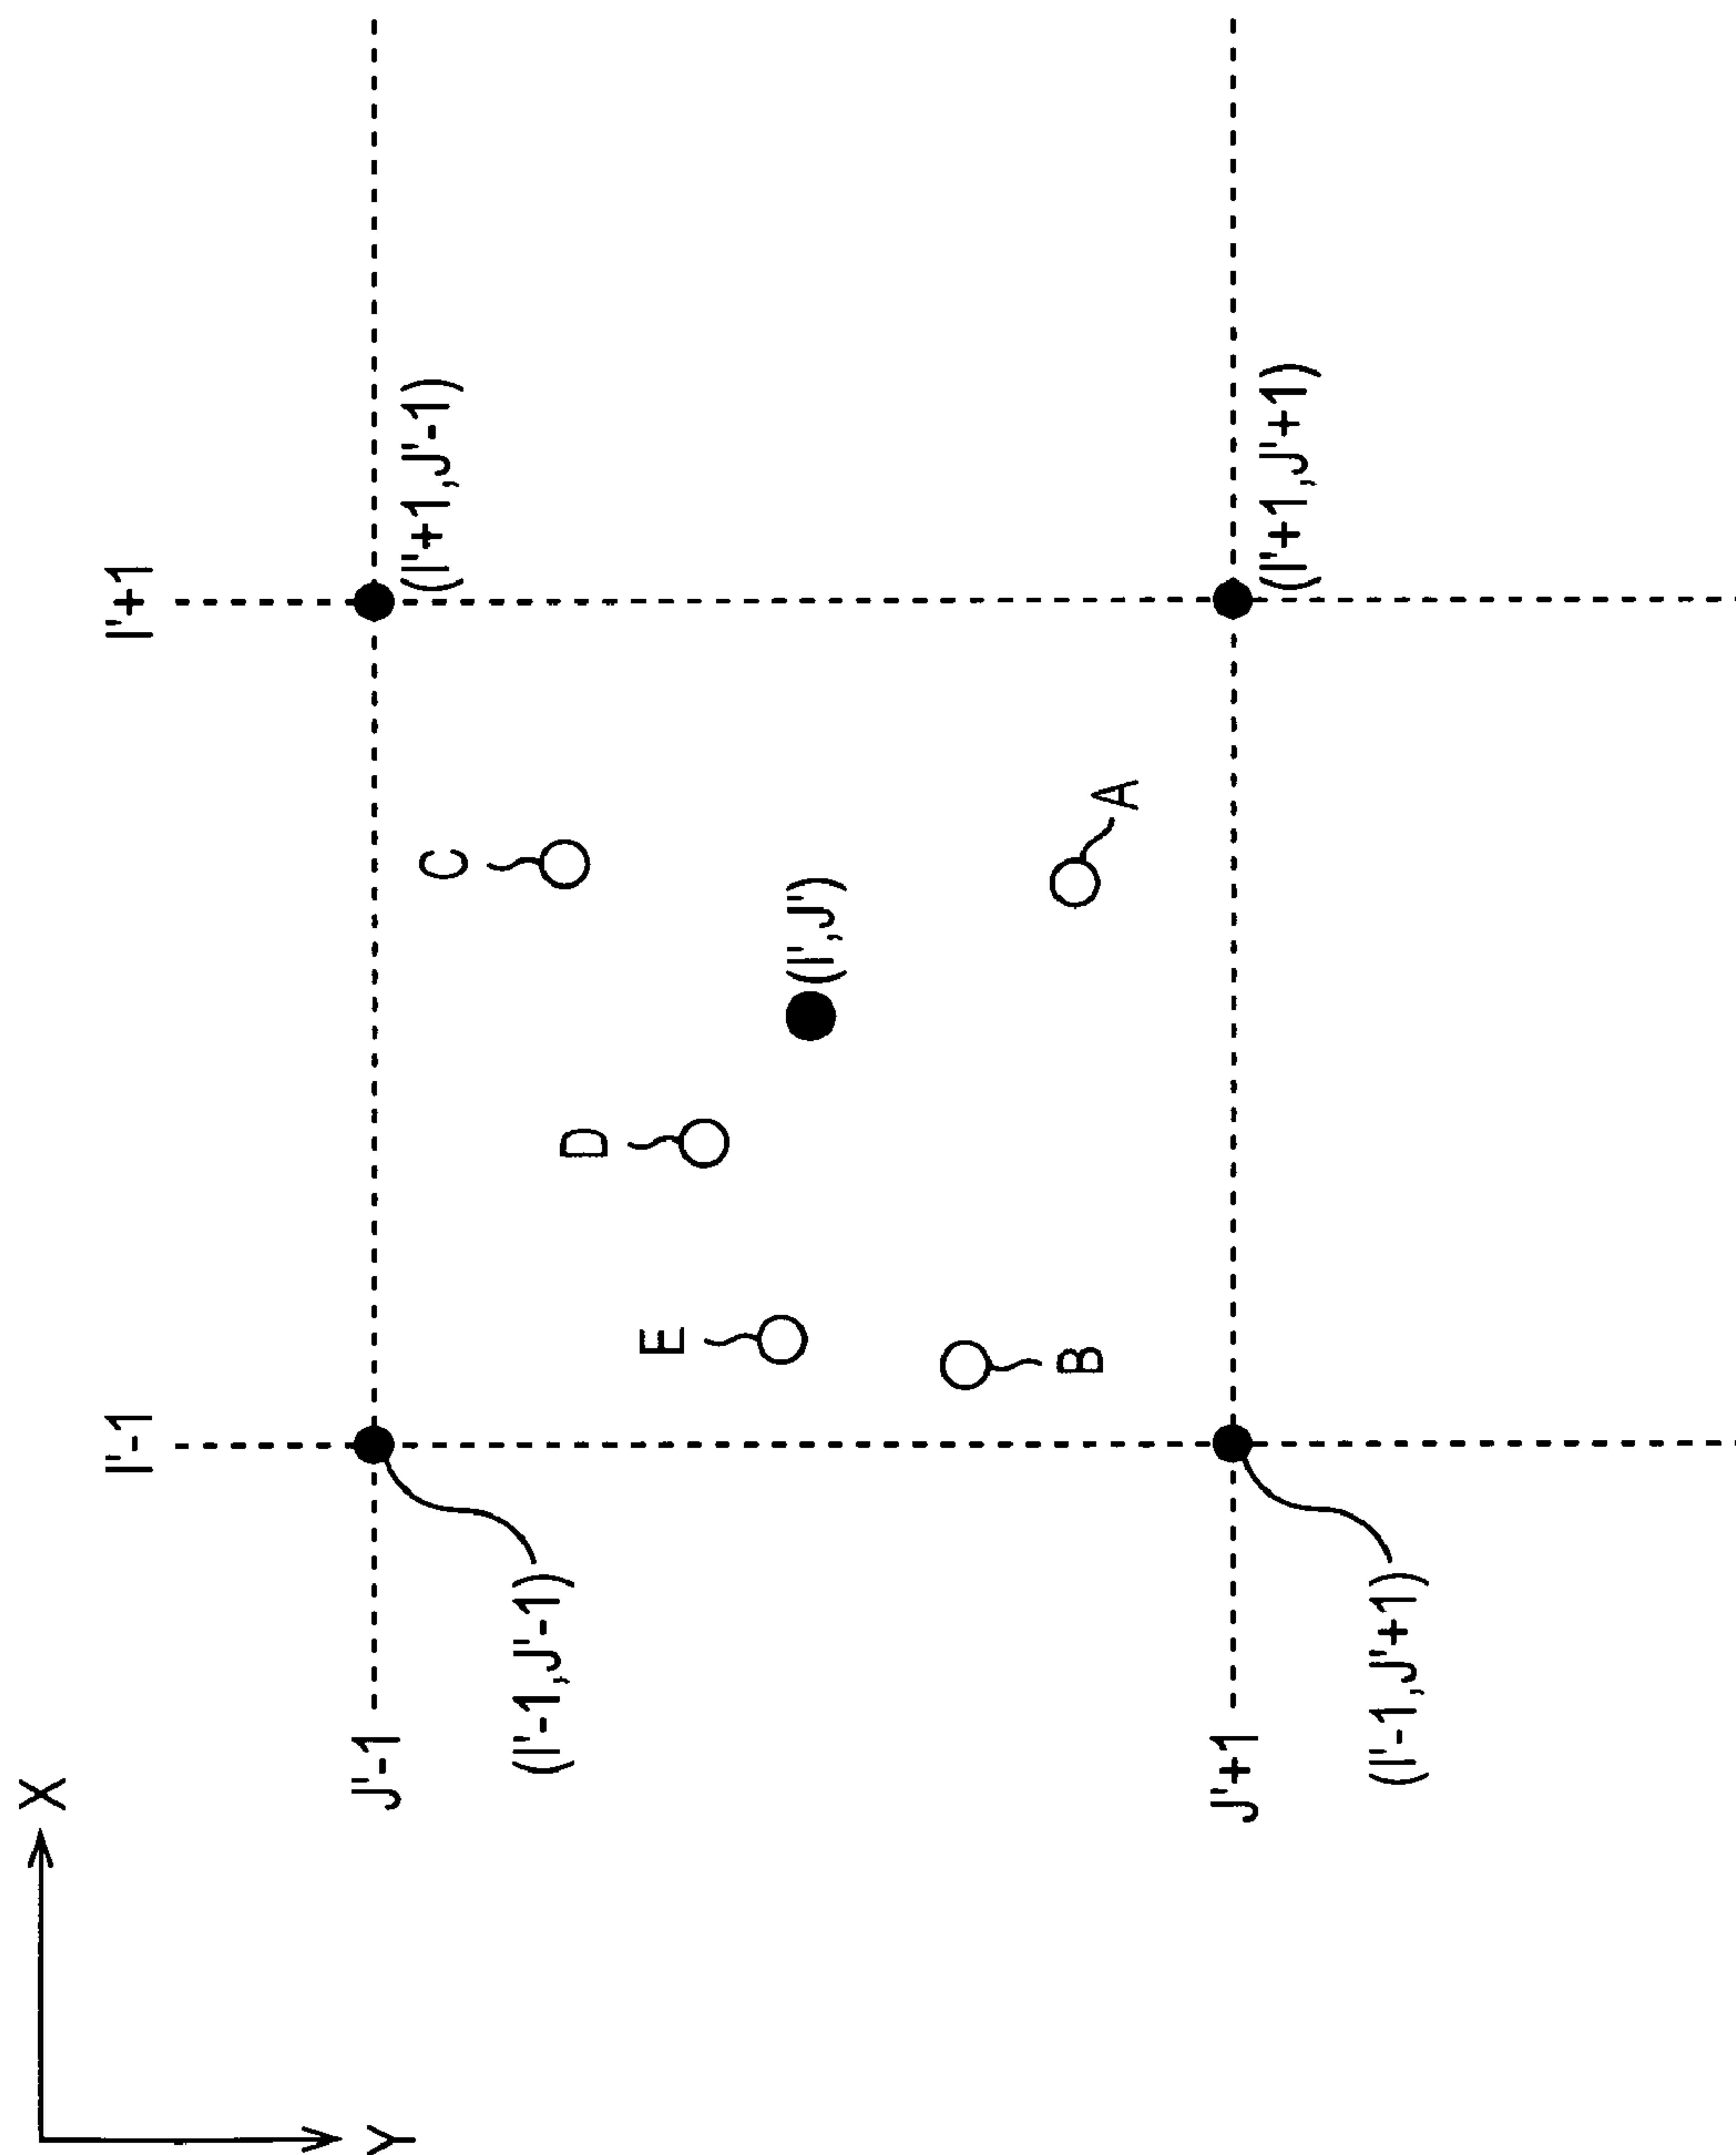 X
I'-1
I'+1
Y
J'-1
(I'+1,J'-1)
C
(I'-1,J'-1)
D
E
(I',J')
B
A
J'+1
(I'+1,J'+1)
(I'-1,J'+1)